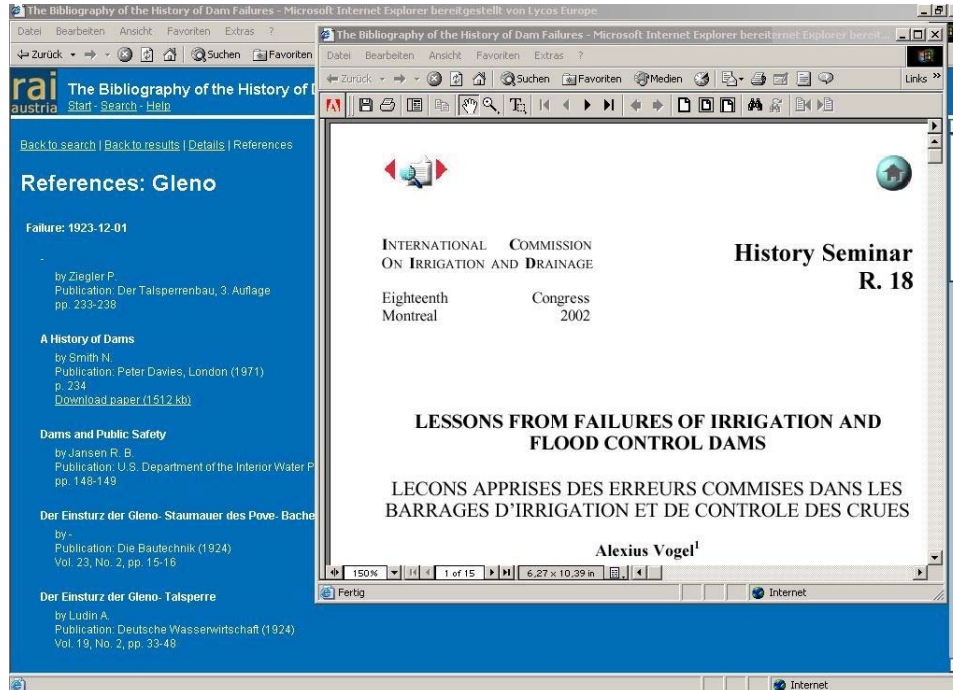 The Bibliography of the History of Dam Failures - Microsoft Internet Explorer bereitgestellt von Lycos Europe
Datei Bearbeiten Ansicht Favoriten Extras ?
Zurück Suchen Favoriten
rai
austria
The Bibliography of the History of
Start - Search - Help
Back to search | Back to results | Details | References
References: Gleno
Failure: 1923-12-01
-
by Ziegler P.
Publication: Der Talsperrenbau, 3. Auflage
pp. 233-238
A History of Dams
by Smith N.
Publication: Peter Davies, London (1971)
p. 234
Download paper (1512 kb)
Dams and Public Safety
by Jansen R. B.
Publication: U.S. Department of the Interior Water P
pp. 148-149
Der Einsturz der Gleno- Staumauer des Pove- Bache
by -
Publication: Die Bautechnik (1924)
Vol. 23, No. 2, pp. 15-16
Der Einsturz der Gleno- Talsperre
by Ludin A.
Publication: Deutsche Wasserwirtschaft (1924)
Vol. 19, No. 2, pp. 33-48
Internet
The Bibliography of the History of Dam Failures - Microsoft Internet Explorer bereiternet Explorer bereit...
Datei Bearbeiten Ansicht Favoriten Extras ?
Zurück Suchen Favoriten Medien Links »
INTERNATIONAL COMMISSION
ON IRRIGATION AND DRAINAGE
Eighteenth Congress
Montreal 2002
History Seminar
R. 18
LESSONS FROM FAILURES OF IRRIGATION AND
FLOOD CONTROL DAMS
LECONS APPRISES DES ERREURS COMMISES DANS LES
BARRAGES D'IRRIGATION ET DE CONTROLE DES CRUES
Alexius Vogel¹
150% 1 of 15 6,27 x 10,39 in
Fertig Internet